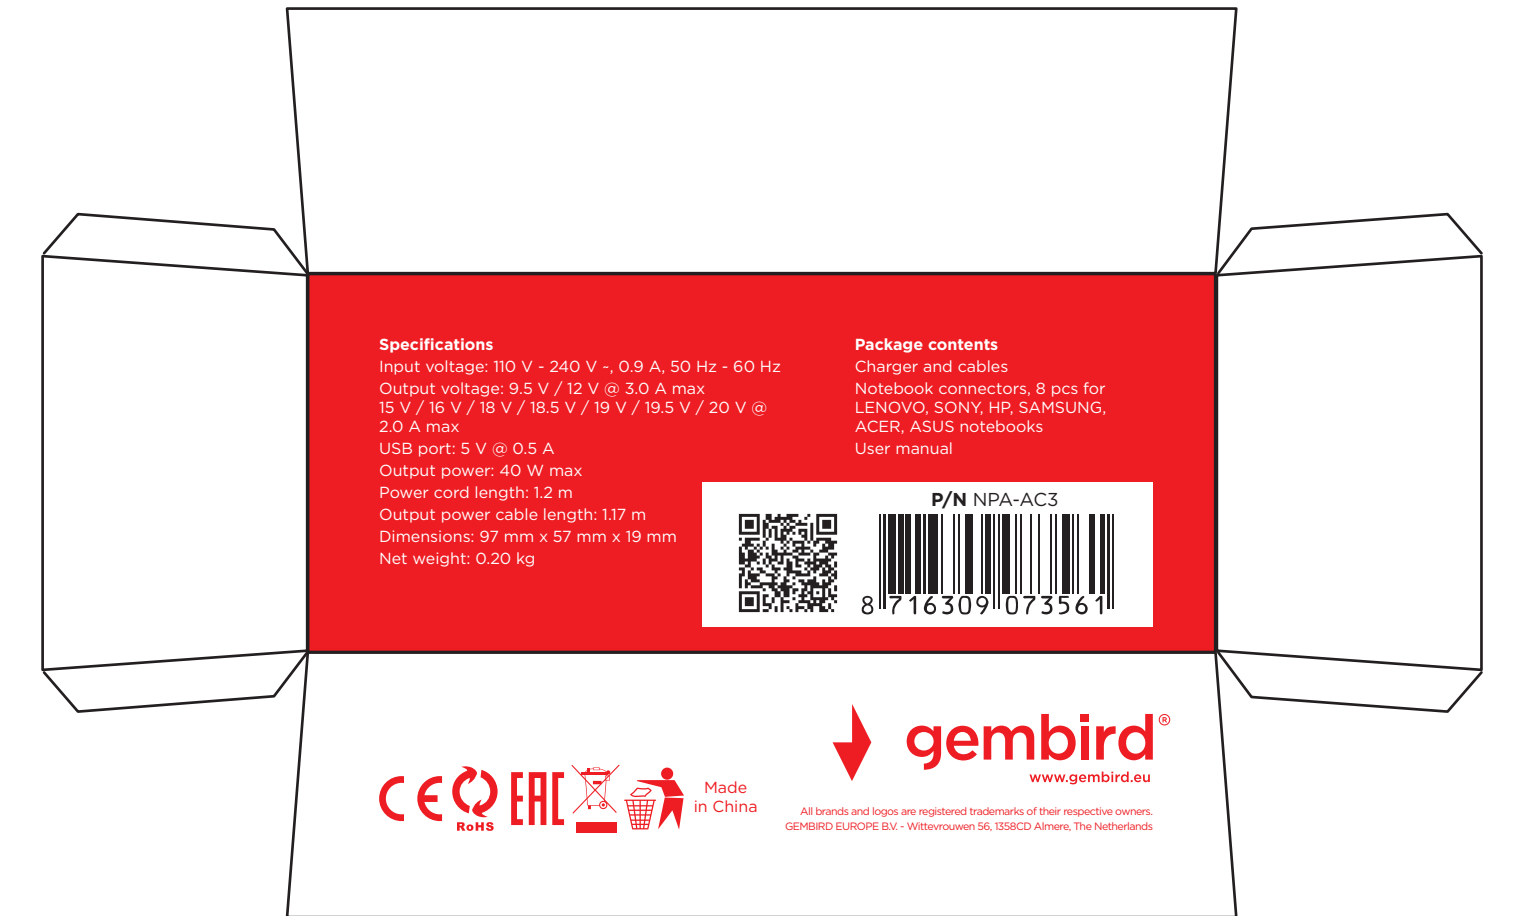 Specifications
Input voltage: 110 V - 240 V ~, 0.9 A, 50 Hz - 60 Hz
Output voltage: 9.5 V / 12 V @ 3.0 A max
15 V / 16 V / 18 V / 18.5 V / 19 V / 19.5 V / 20 V @
2.0 A max
USB port: 5 V @ 0.5 A
Output power: 40 W max
Power cord length: 1.2 m
Output power cable length: 1.17 m
Dimensions: 97 mm x 57 mm x 19 mm
Net weight: 0.20 kg
Package contents
Charger and cables
Notebook connectors, 8 pcs for
LENOVO, SONY, HP, SAMSUNG,
ACER, ASUS notebooks
User manual
P/N NPA-AC3
8 716309 073561
gembird®
www.gembird.eu
CE
RoHS
EAC
Made
in China
All brands and logos are registered trademarks of their respective owners.
GEMBIRD EUROPE B.V. - Wittevrouwen 56, 1358CD Almere, The Netherlands